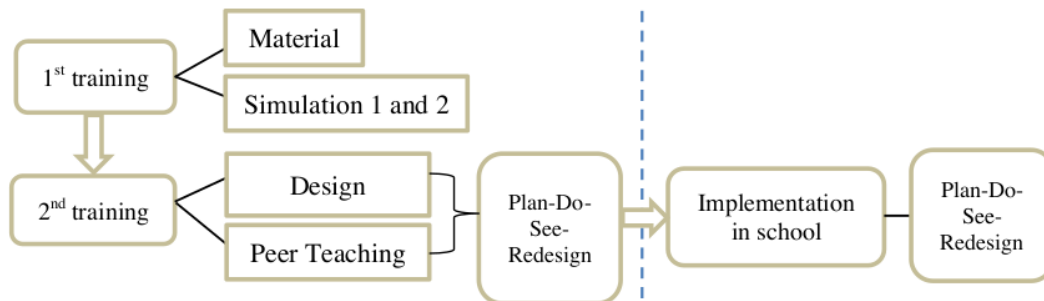 Material
1st training
Simulation 1 and 2
2nd training
Design
Peer Teaching
Plan-Do-
See-
Redesign
Implementation
in school
Plan-Do-
See-
Redesign